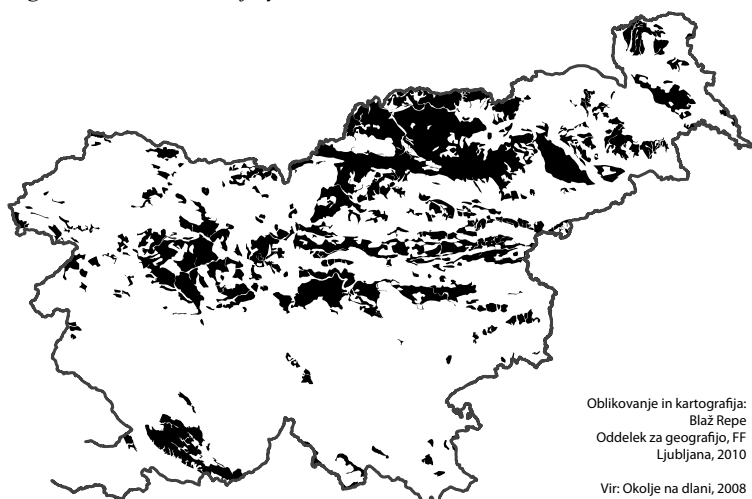 Oblikovanje in kartografija:
Blaž Repe
Oddelek za geografijo, FF
Ljubljana, 2010
Vir: Okolje na dlani, 2008